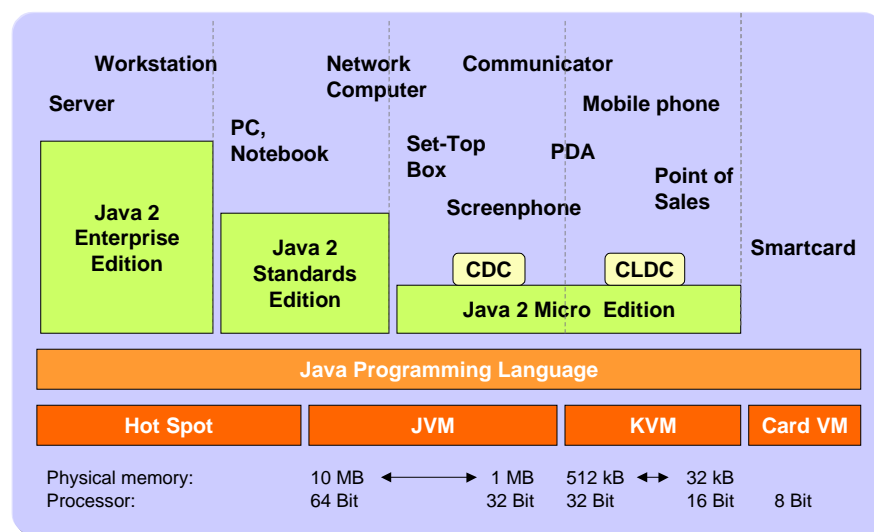 Workstation
Network
Computer
Communicator
Server
Mobile phone
PC,
Notebook
Set-Top
Box
PDA
Point of
Sales
Screenphone
Java 2
Enterprise
Edition
Java 2
Standards
Edition
CDC
CLDC
Smartcard
Java 2 Micro Edition
Java Programming Language
Hot Spot JVM KVM Card VM
Physical memory: 10 MB 1 MB 512 kB 32 kB
Processor: 64 Bit 32 Bit 32 Bit 16 Bit 8 Bit